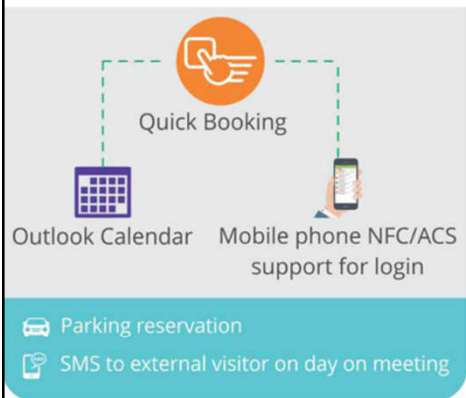 Quick Booking
Outlook Calendar
Mobile phone NFC/ACS
support for login
Parking reservation
SMS to external visitor on day on meeting